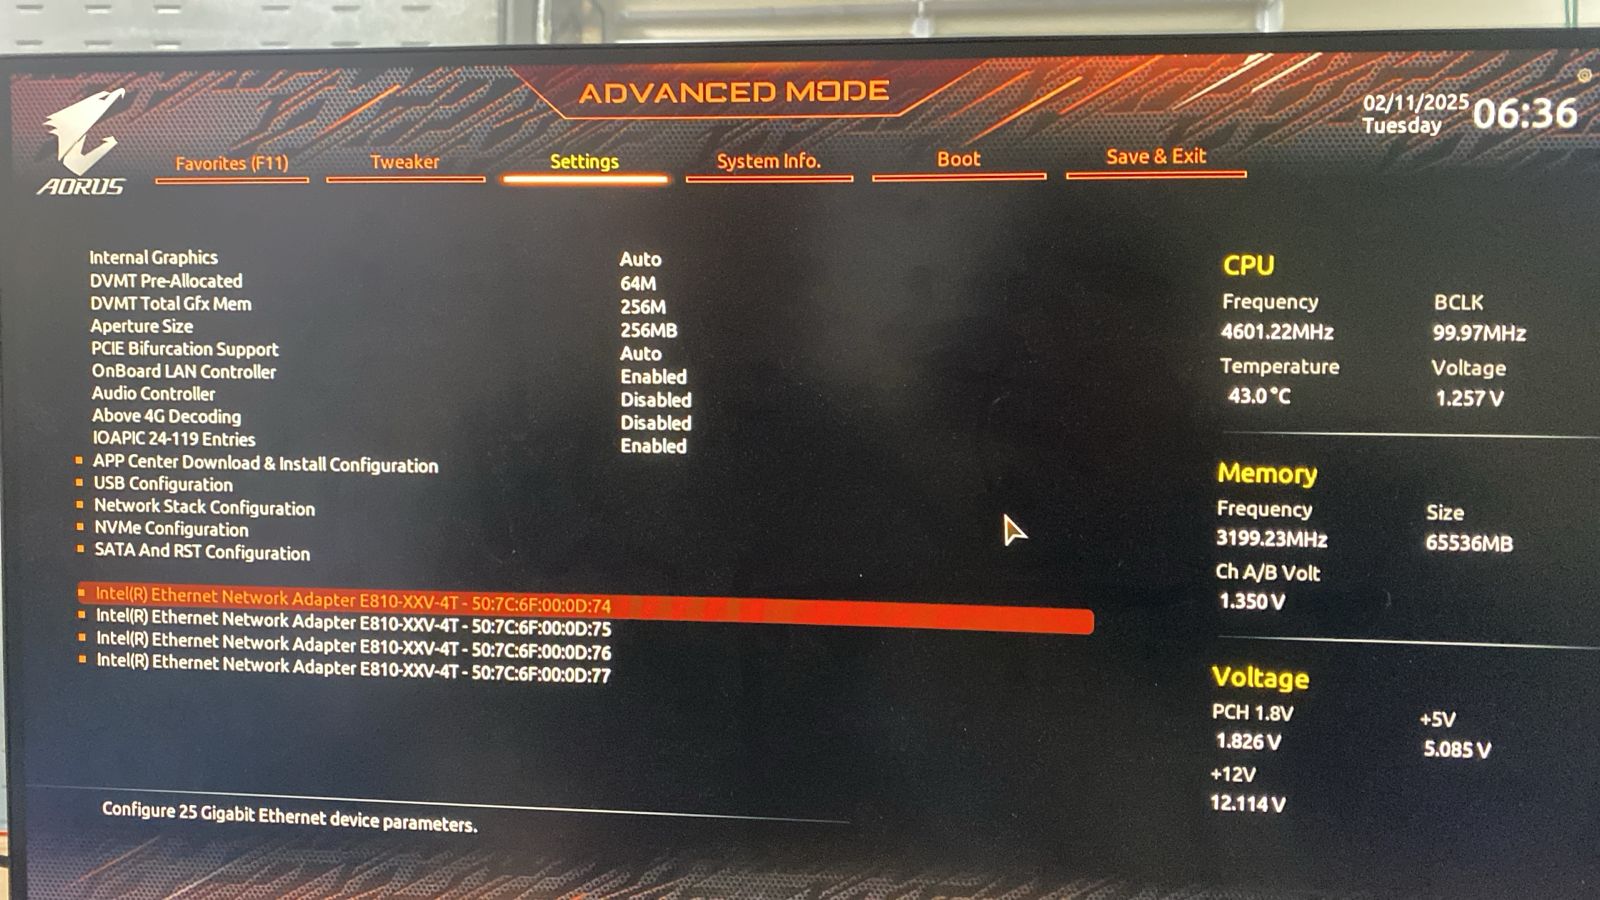 ADVANCED MODE
02/11/2025 06:36
Tuesday
AORUS
Favorites (F11) Tweaker Settings System Info. Boot Save & Exit
Internal Graphics Auto
DVMT Pre-Allocated 64M
DVMT Total Gfx Mem 256M
Aperture Size 256MB
PCIE Bifurcation Support Auto
OnBoard LAN Controller Enabled
Audio Controller Disabled
Above 4G Decoding Disabled
IOAPIC 24-119 Entries Enabled
APP Center Download & Install Configuration
USB Configuration
Network Stack Configuration
NVMe Configuration
SATA And RST Configuration
Intel(R) Ethernet Network Adapter E810-XXV-4T - 50:7C:6F:00:0D:74
Intel(R) Ethernet Network Adapter E810-XXV-4T - 50:7C:6F:00:0D:75
Intel(R) Ethernet Network Adapter E810-XXV-4T - 50:7C:6F:00:0D:76
Intel(R) Ethernet Network Adapter E810-XXV-4T - 50:7C:6F:00:0D:77
Configure 25 Gigabit Ethernet device parameters.
CPU
Frequency BCLK
4601.22MHz 99.97MHz
Temperature Voltage
43.0 °C 1.257 V
Memory
Frequency Size
3199.23MHz 65536MB
Ch A/B Volt
1.350 V
Voltage
PCH 1.8V +5V
1.826 V 5.085 V
+12V
12.114 V